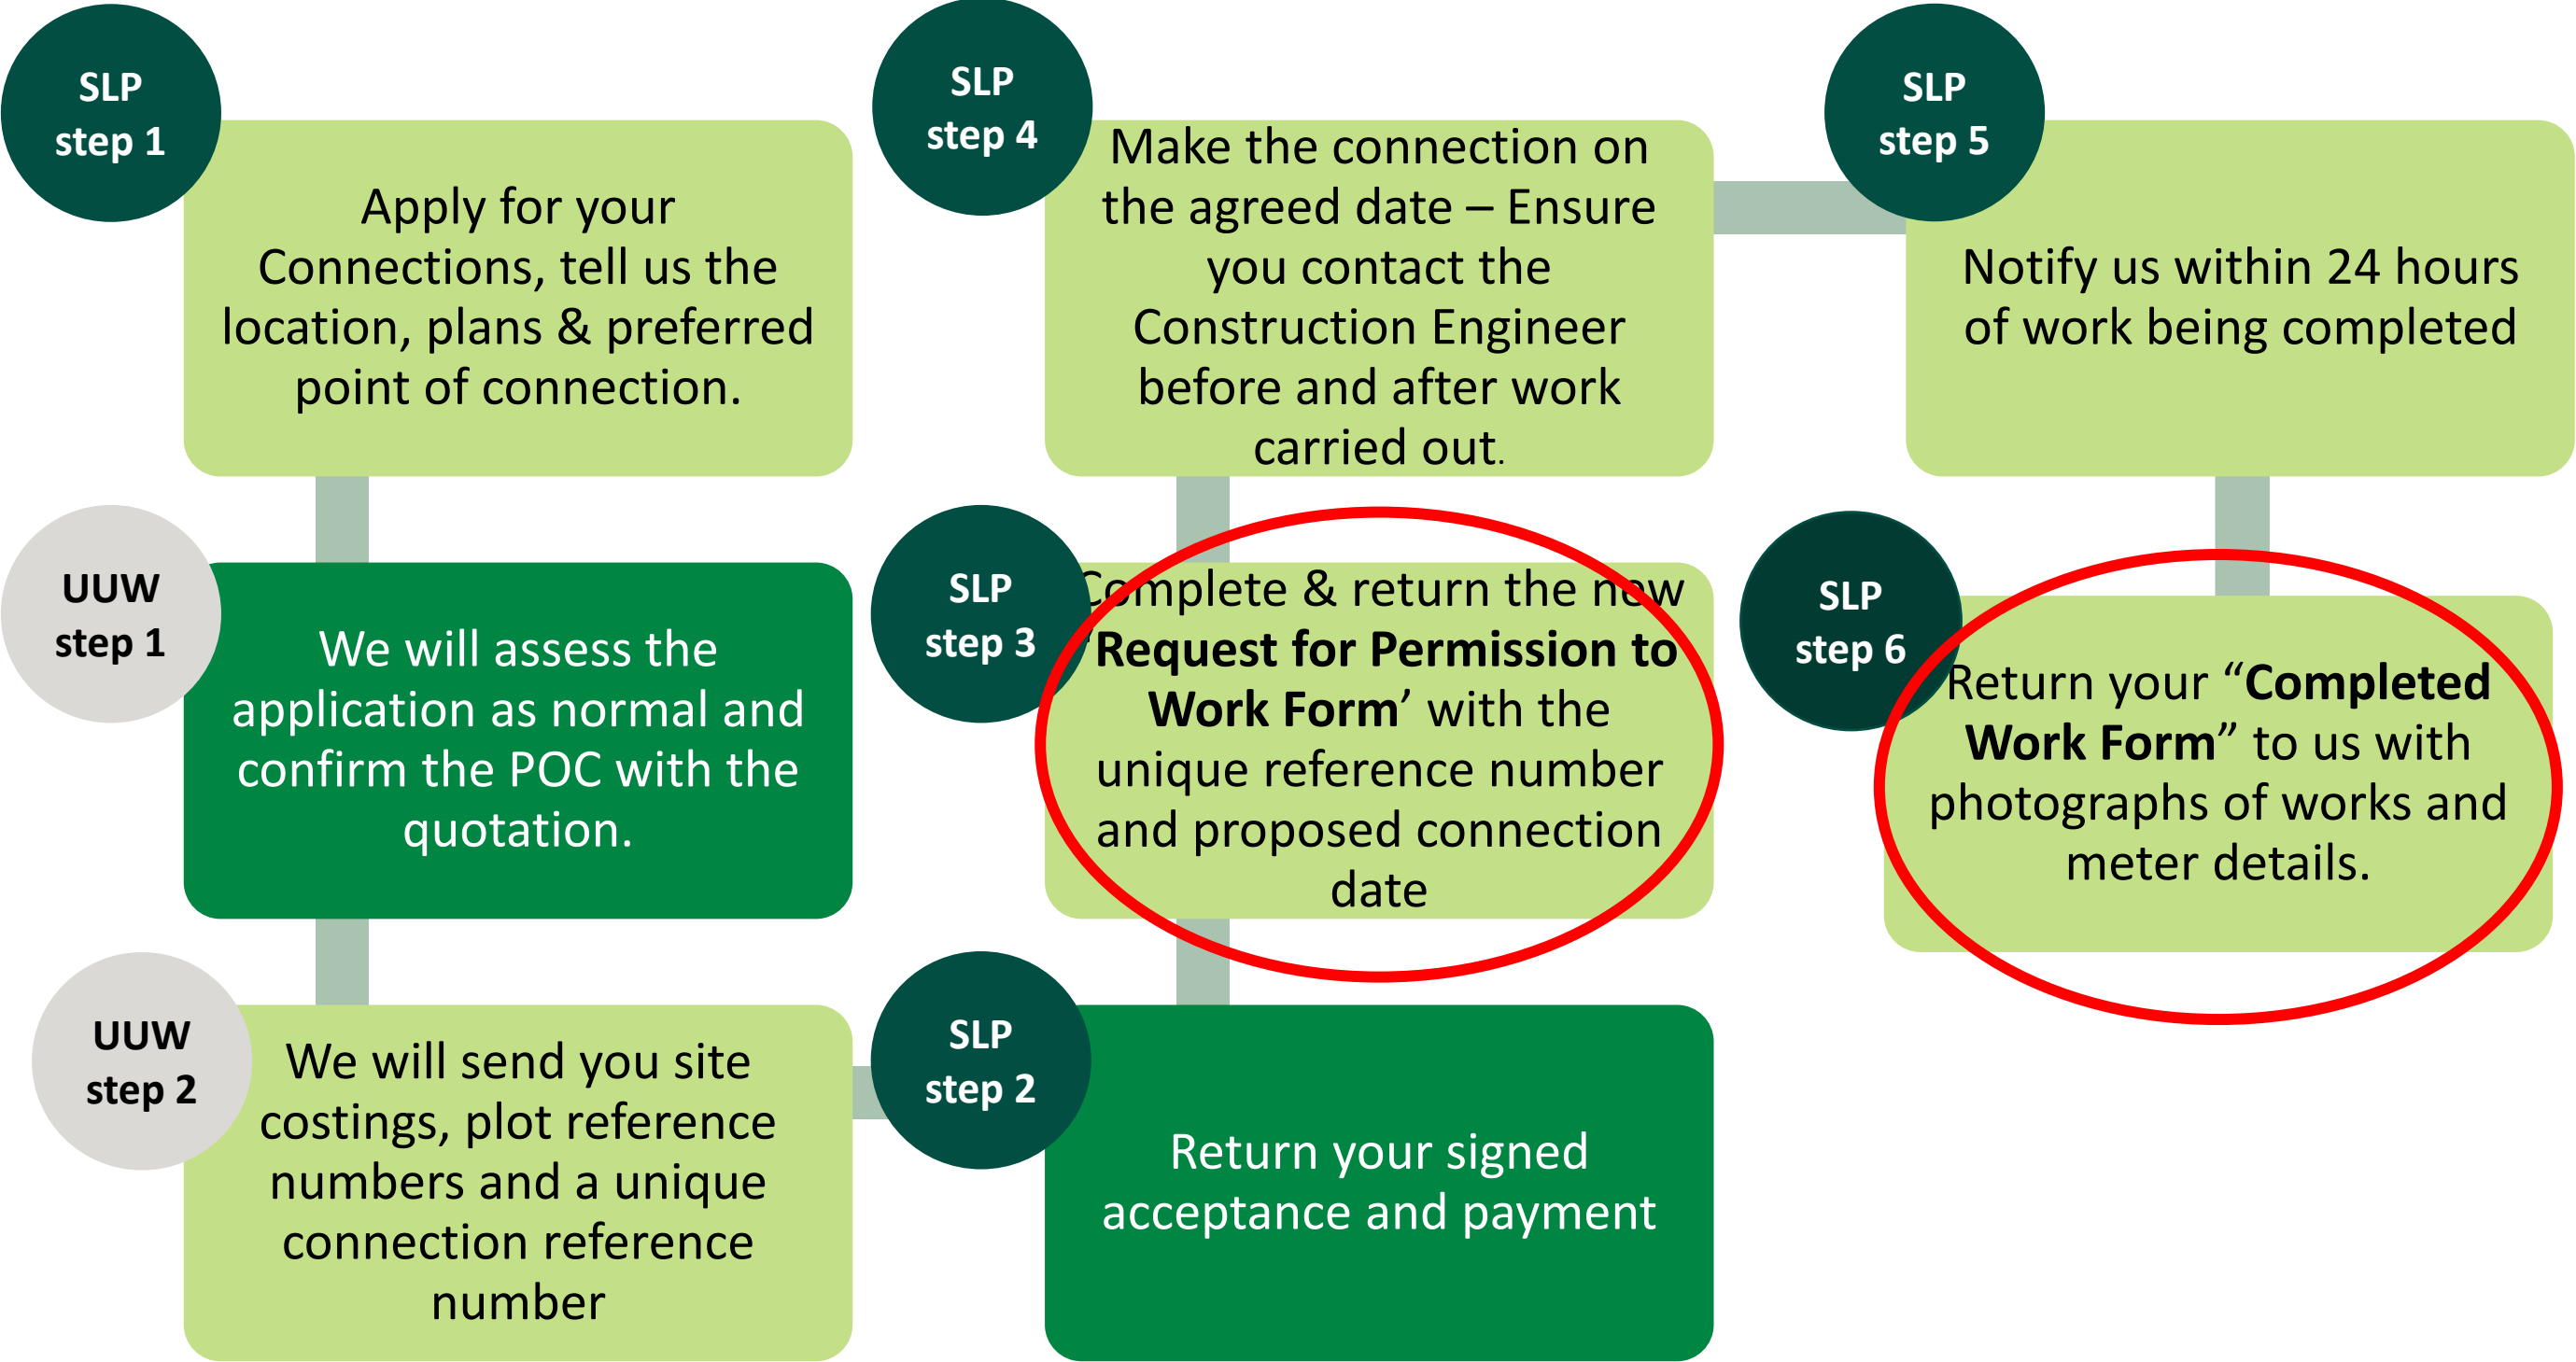 SLP
step 1
Apply for your
Connections, tell us the
location, plans & preferred
point of connection.
UUW
step 1
We will assess the
application as normal and
confirm the POC with the
quotation.
UUW
step 2
We will send you site
costings, plot reference
numbers and a unique
connection reference
number
SLP
step 2
Return your signed
acceptance and payment
SLP
step 3
Complete & return the new
‘Request for Permission to
Work Form’ with the
unique reference number
and proposed connection
date
SLP
step 4
Make the connection on
the agreed date – Ensure
you contact the
Construction Engineer
before and after work
carried out.
SLP
step 5
Notify us within 24 hours
of work being completed
SLP
step 6
Return your “Completed
Work Form” to us with
photographs of works and
meter details.